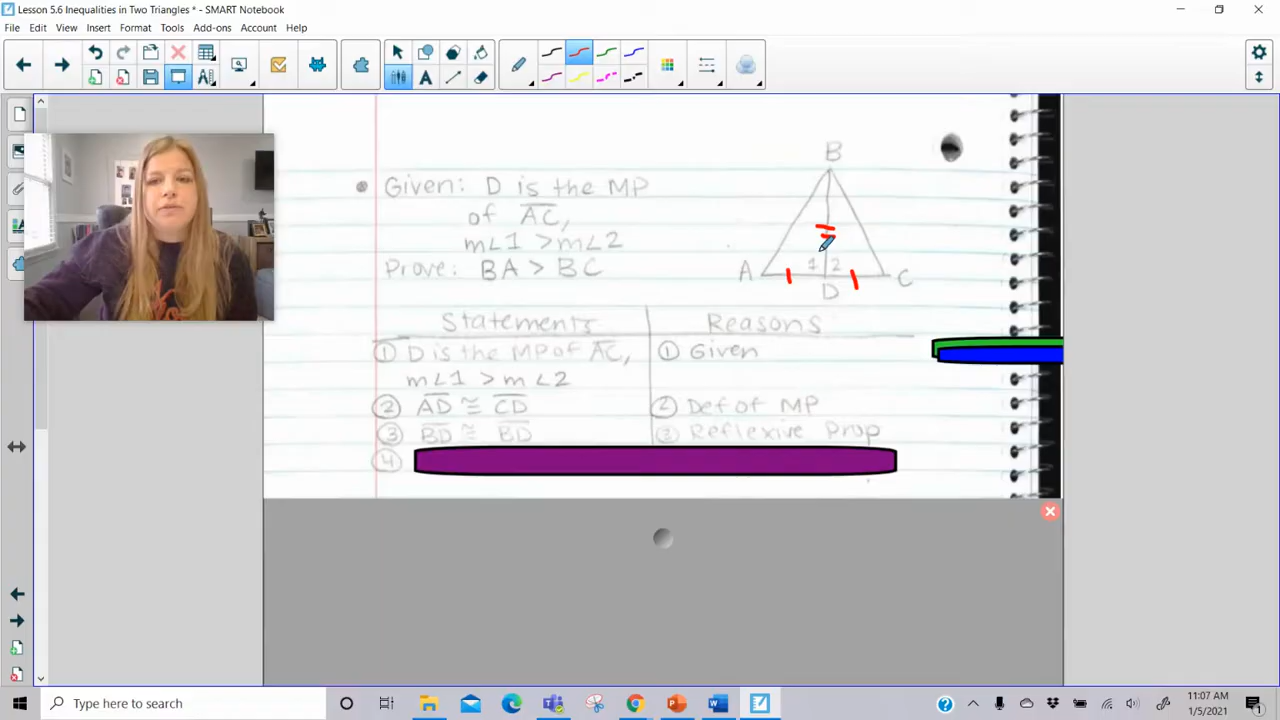 Lesson 5.6 Inequalities in Two Triangles * - SMART Notebook
File Edit View Insert Format Tools Add-ons Account Help
B
Given: D is the MP
of AC,
m∠1 > m∠2
Prove: BA > BC
A 1 2 C
D
Statements Reasons
① D is the MP of AC, ① Given
m∠1 > m∠2
② AD ≅ CD ② Def of MP
③ BD ≅ BD ③ Reflexive Prop
④
Type here to search
11:07 AM
1/5/2021